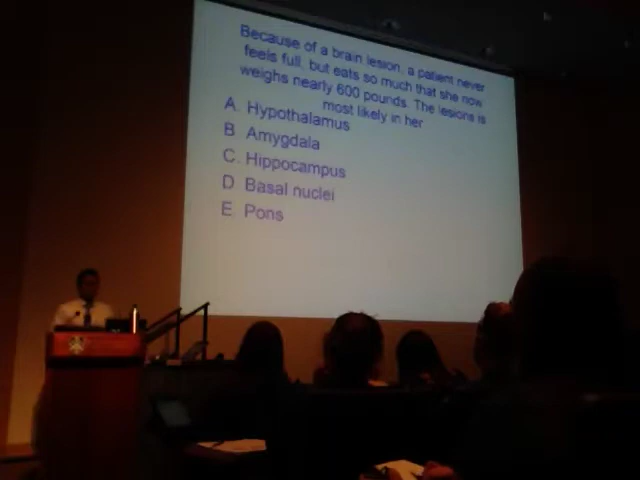 Because of a brain lesion, a patient never
feels full, but eats so much that she now
weighs nearly 600 pounds. The lesions is
most likely in her
A. Hypothalamus
B Amygdala
C. Hippocampus
D Basal nuclei
E Pons